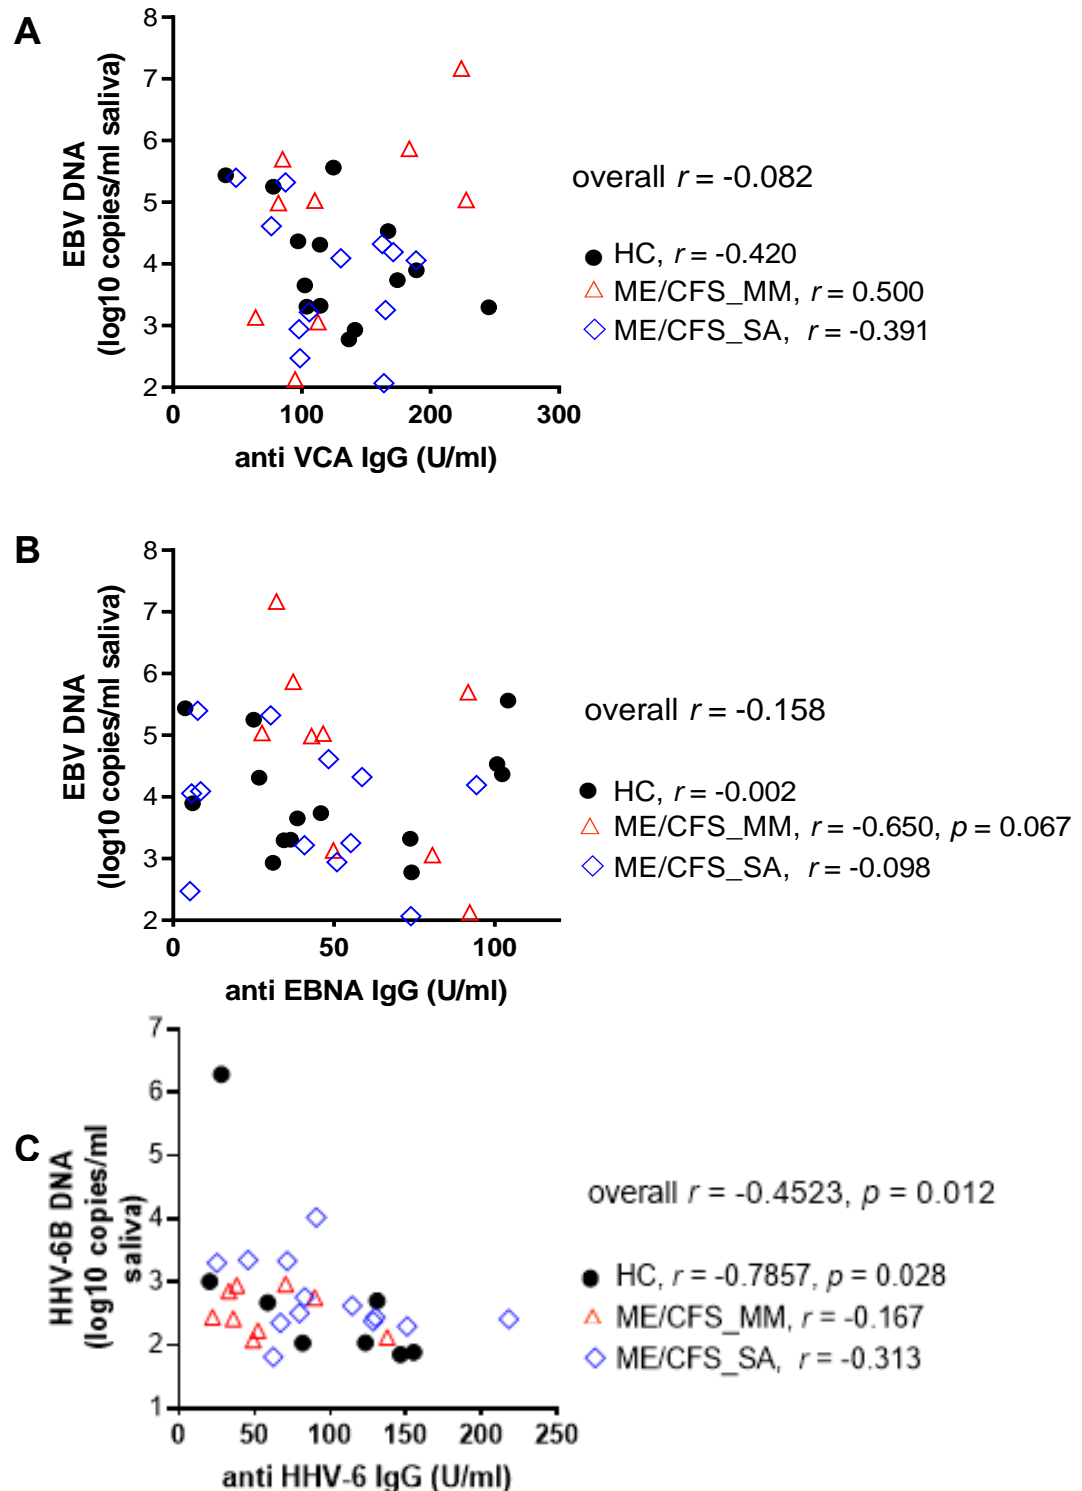 A
EBV DNA
(log10 copies/ml saliva)
8
7
6
5
4
3
2
0 100 200 300
anti VCA IgG (U/ml)
overall r = -0.082
HC, r = -0.420
ME/CFS_MM, r = 0.500
ME/CFS_SA, r = -0.391
B
EBV DNA
(log10 copies/ml saliva)
8
7
6
5
4
3
2
0 50 100
anti EBNA IgG (U/ml)
overall r = -0.158
HC, r = -0.002
ME/CFS_MM, r = -0.650, p = 0.067
ME/CFS_SA, r = -0.098
C
HHV-6B DNA
(log10 copies/ml
saliva)
7
6
5
4
3
2
1
0 50 100 150 200 250
anti HHV-6 IgG (U/ml)
overall r = -0.4523, p = 0.012
HC, r = -0.7857, p = 0.028
ME/CFS_MM, r = -0.167
ME/CFS_SA, r = -0.313